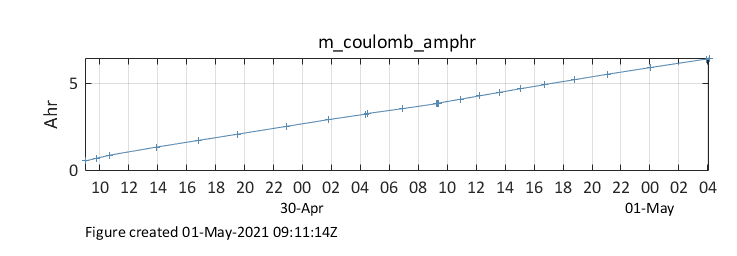 m_coulomb_amphr
Ahr
5
0
10 12 14 16 18 20 22 00 02 04 06 08 10 12 14 16 18 20 22 00 02 04
30-Apr 01-May
Figure created 01-May-2021 09:11:14Z